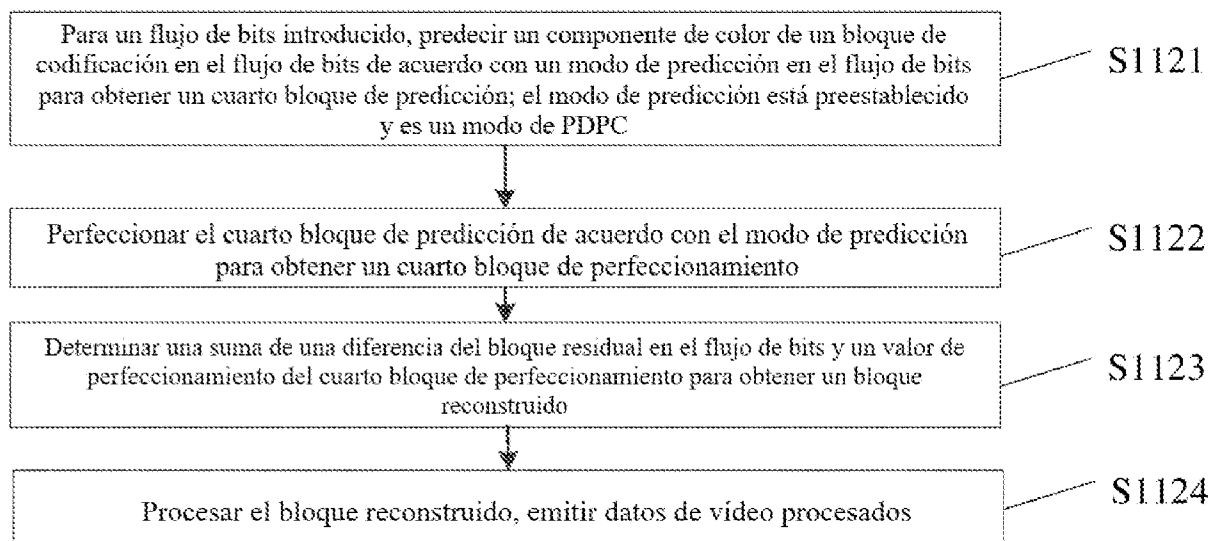 Para un flujo de bits introducido, predecir un componente de color de un bloque de
codificación en el flujo de bits de acuerdo con un modo de predicción en el flujo de bits
para obtener un cuarto bloque de predicción; el modo de predicción está preestablecido
y es un modo de PDPC
S1121
Perfeccionar el cuarto bloque de predicción de acuerdo con el modo de predicción
para obtener un cuarto bloque de perfeccionamiento
S1122
Determinar una suma de una diferencia del bloque residual en el flujo de bits y un valor de
perfeccionamiento del cuarto bloque de perfeccionamiento para obtener un bloque
reconstruido
S1123
Procesar el bloque reconstruido, emitir datos de vídeo procesados
S1124